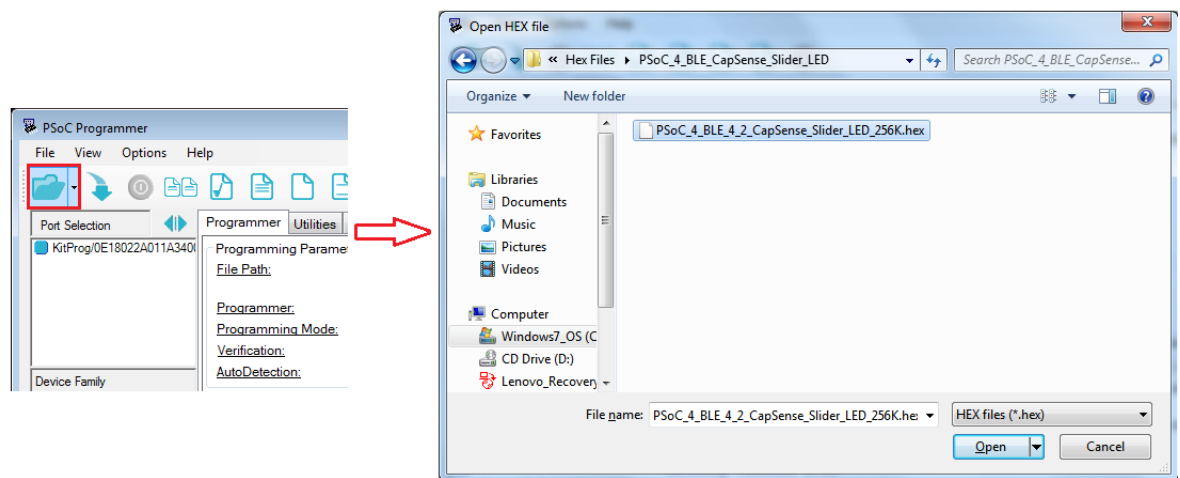 PSoC Programmer
File View Options Help
Port Selection
KitProg/0E18022A011A340
Device Family
Programmer Utilities
Programming Parame
File Path:
Programmer:
Programming Mode:
Verification:
AutoDetection:
Open HEX file
« Hex Files ▸ PSoC_4_BLE_CapSense_Slider_LED
Search PSoC_4_BLE_CapSense...
Organize New folder
Favorites
Libraries
Documents
Music
Pictures
Videos
Computer
Windows7_OS (C
CD Drive (D:)
Lenovo_Recovery
PSoC_4_BLE_4_2_CapSense_Slider_LED_256K.hex
File name: PSoC_4_BLE_4_2_CapSense_Slider_LED_256K.he
HEX files (*.hex)
Open Cancel